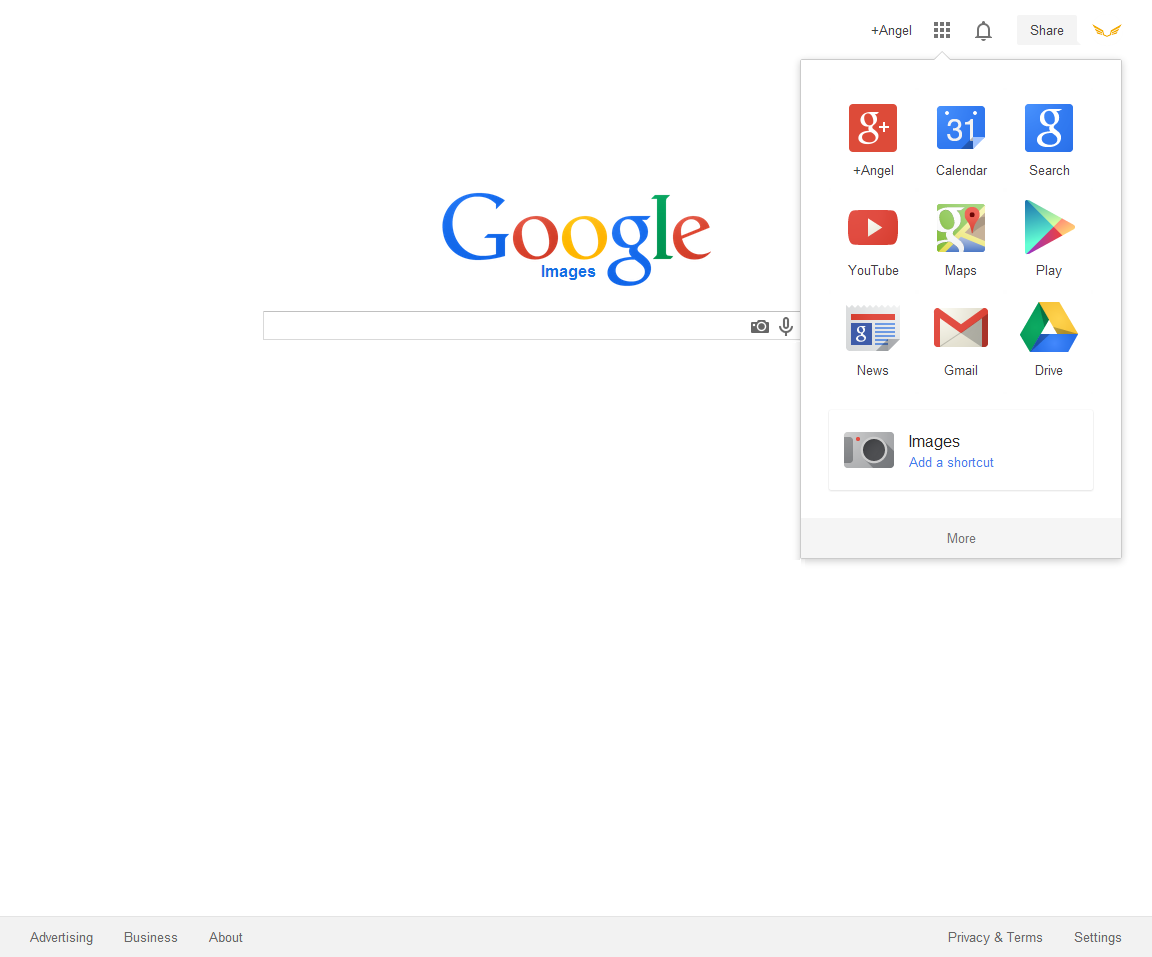 +Angel
Share
g+
31
g
+Angel
Calendar
Search
g
YouTube
Maps
Play
g
News
Gmail
Drive
Google
Images
Images
Add a shortcut
More
Advertising Business About Privacy & Terms Settings